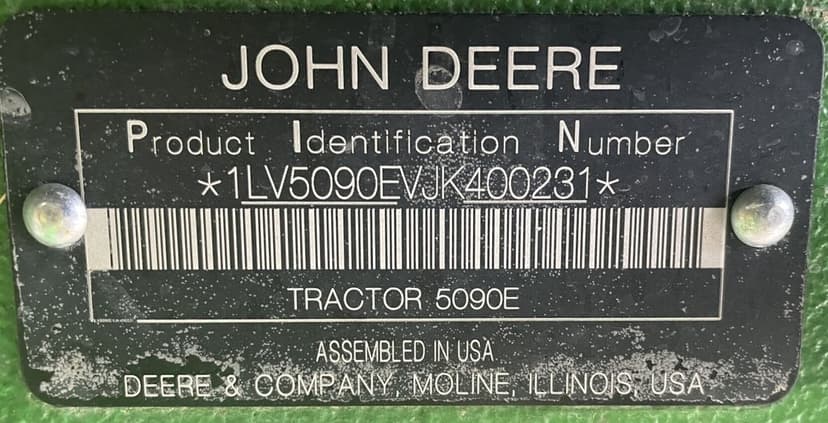 JOHN DEERE
Product Identification Number
*1LV5090EVJK400231*
TRACTOR 5090E
ASSEMBLED IN USA
DEERE & COMPANY, MOLINE, ILLINOIS, USA